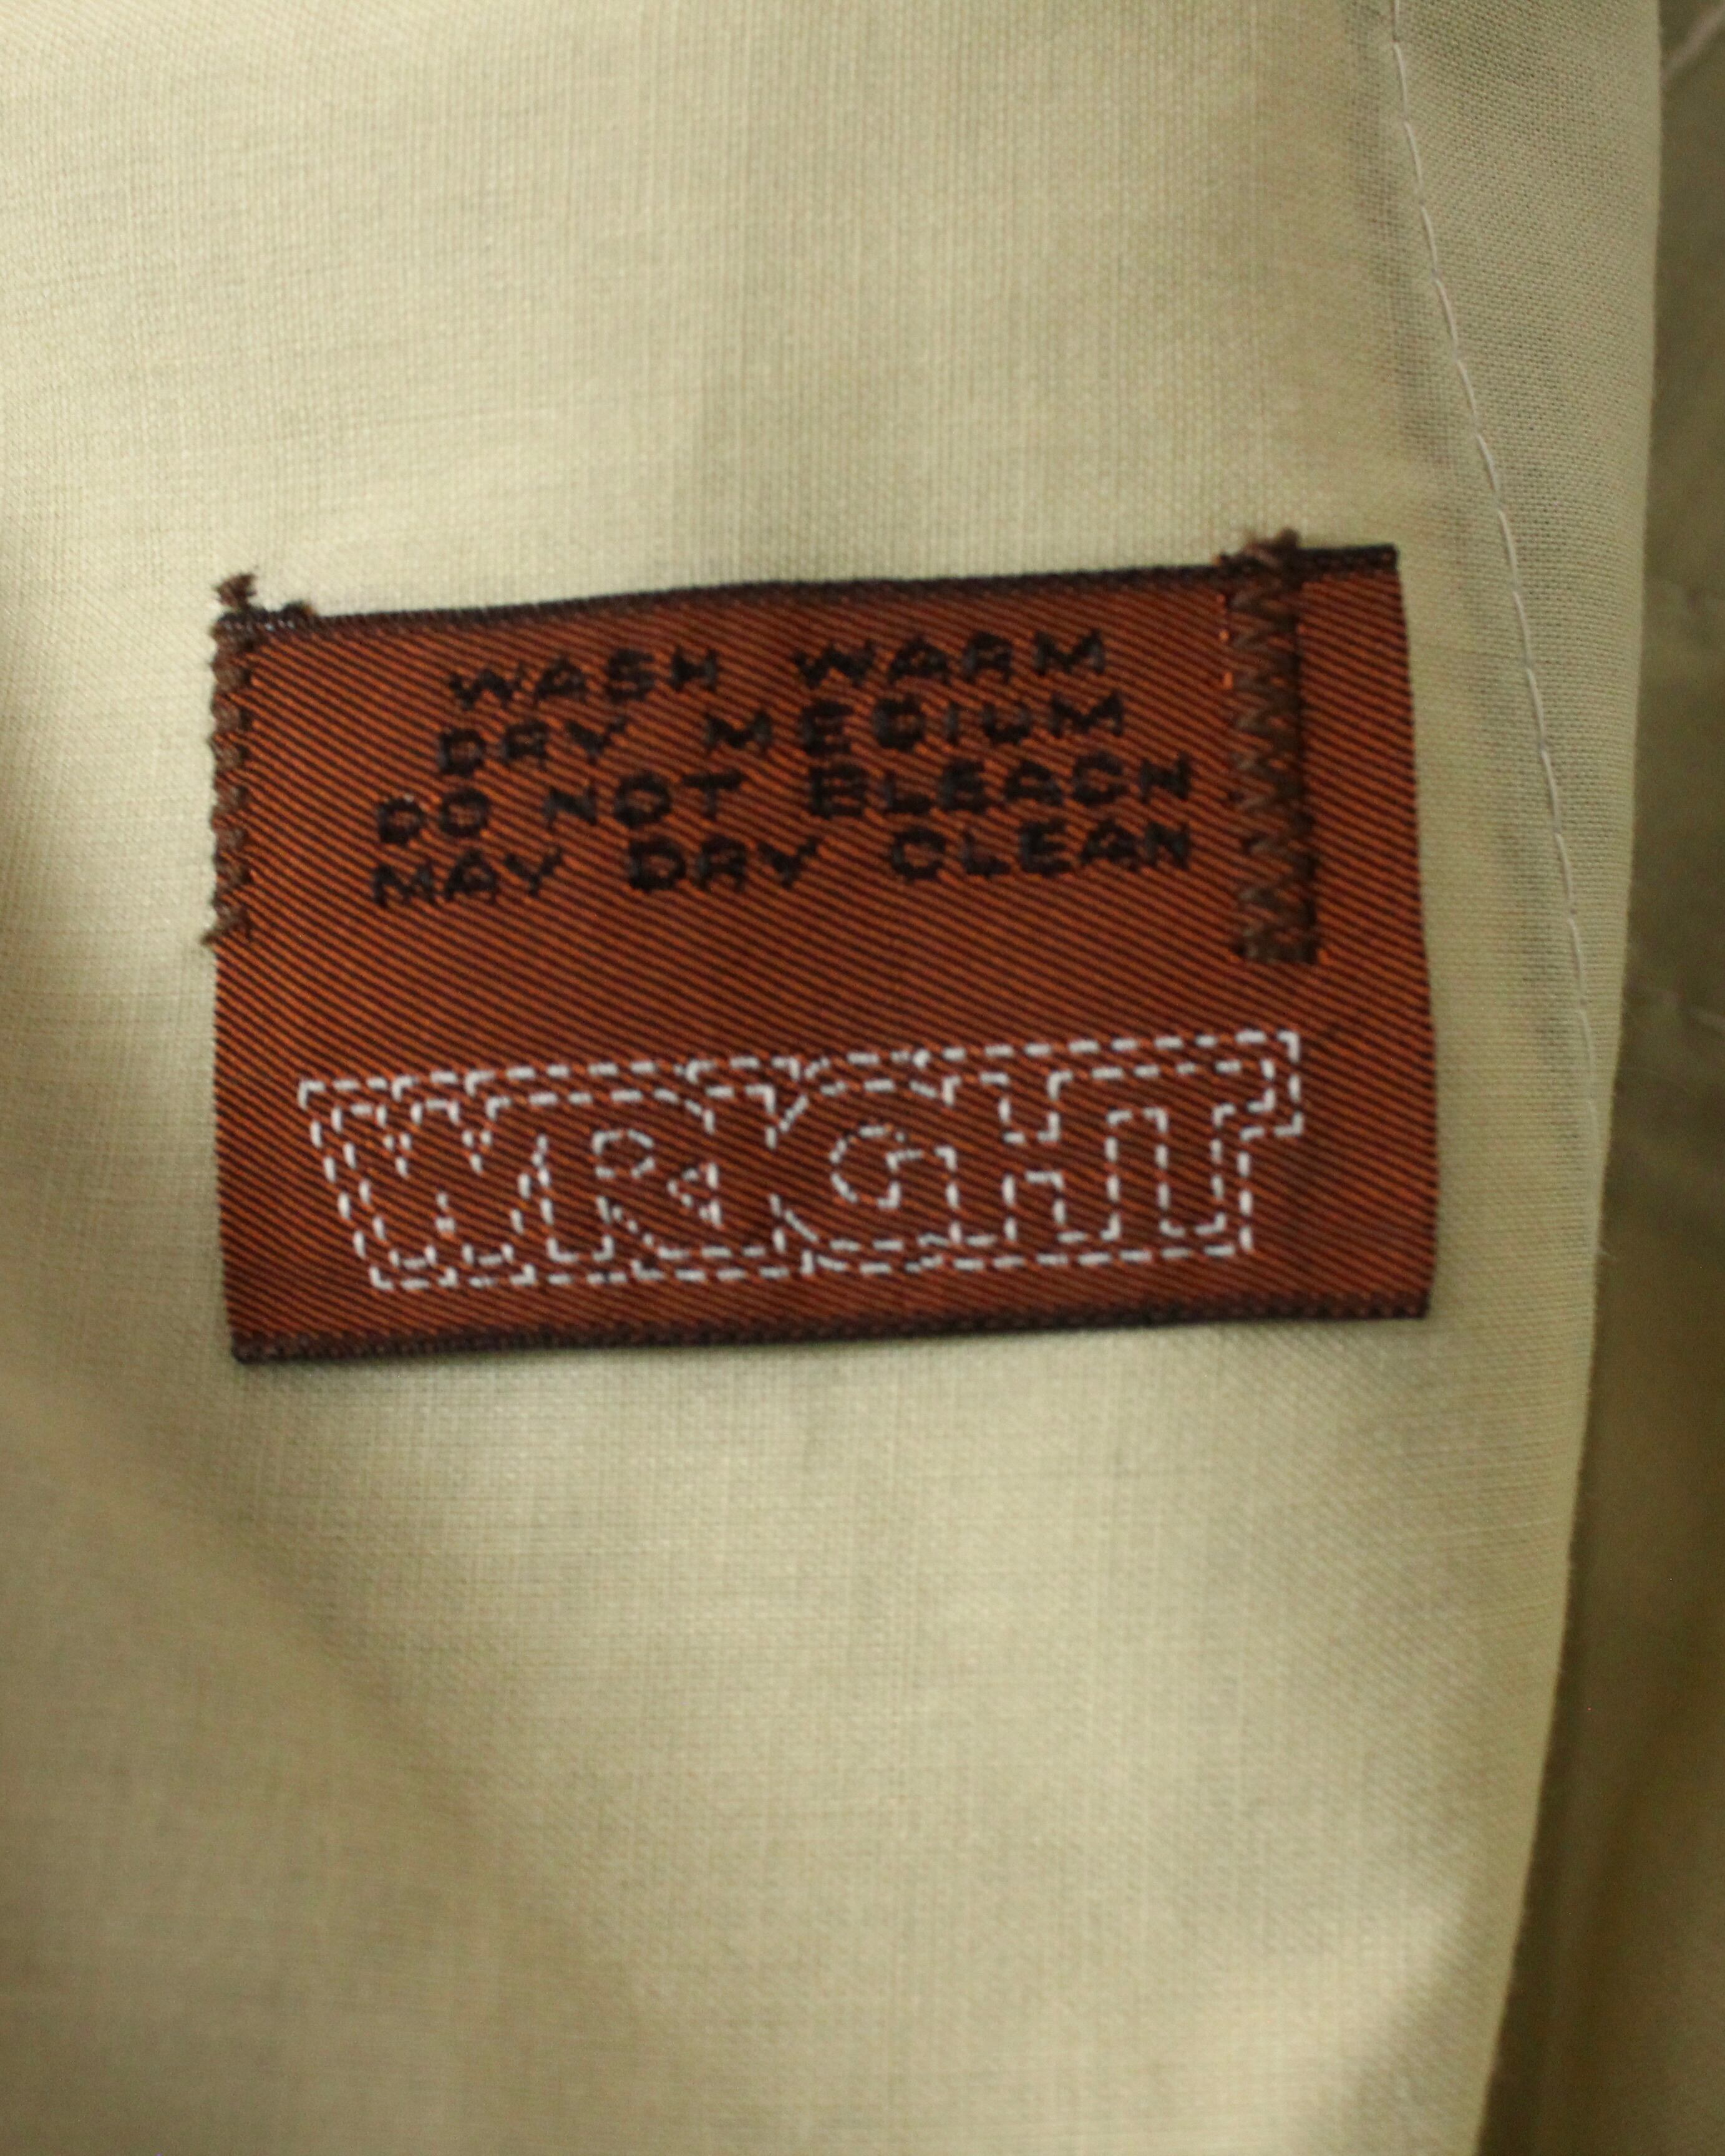 WASH WARM
DRY MEDIUM
DO NOT BLEACH
MAY DRY CLEAN
WRIGHT